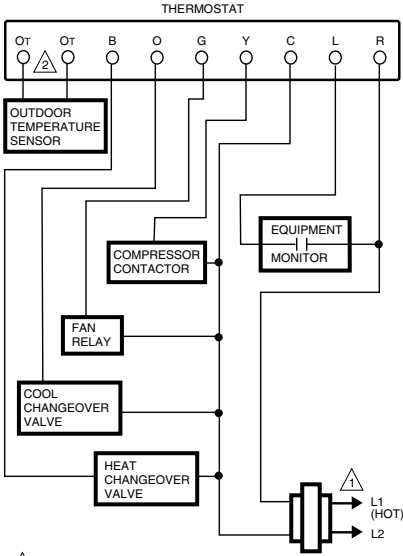 THERMOSTAT
OT OT B O G Y C L R
2
OUTDOOR
TEMPERATURE
SENSOR
EQUIPMENT
MONITOR
COMPRESSOR
CONTACTOR
FAN
RELAY
COOL
CHANGEOVER
VALVE
HEAT
CHANGEOVER
VALVE
1
L1
(HOT)
L2